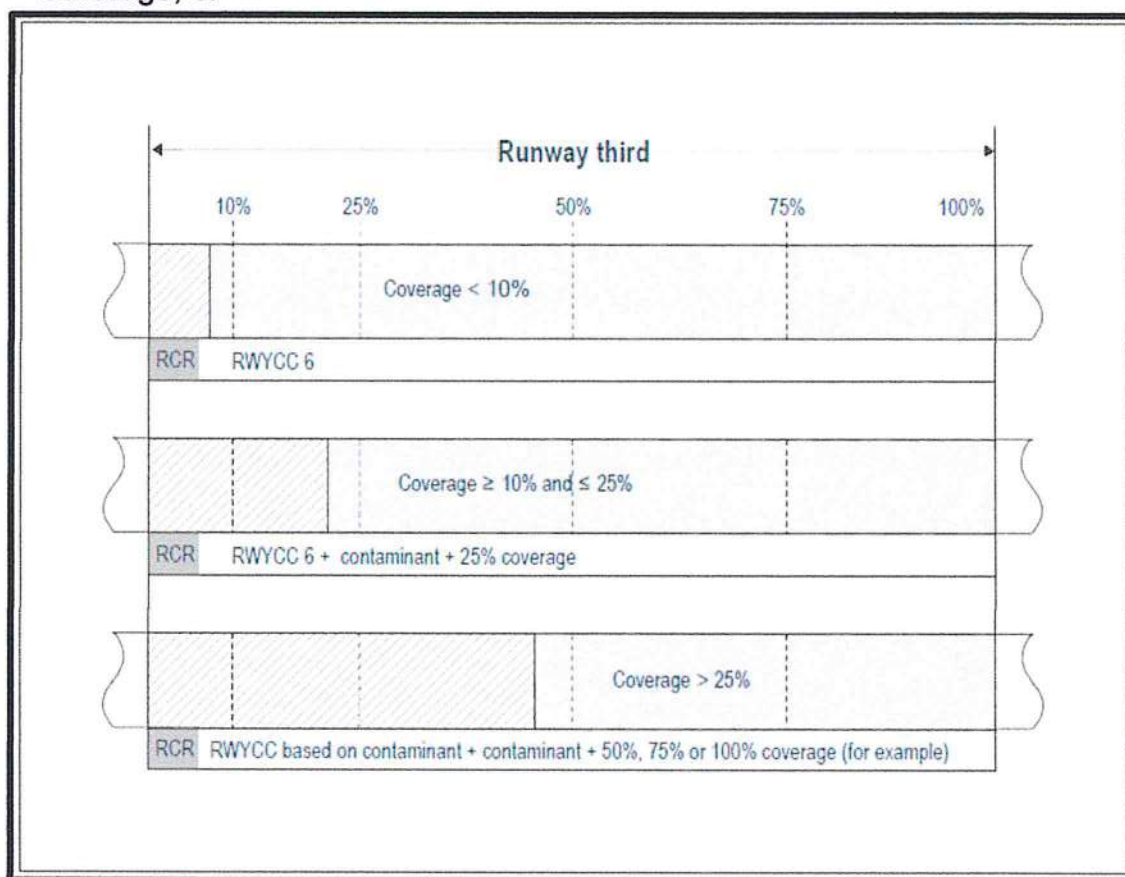 Runway third
10% 25% 50% 75% 100%
Coverage < 10%
RCR RWYCC 6
Coverage ≥ 10% and ≤ 25%
RCR RWYCC 6 + contaminant + 25% coverage
Coverage > 25%
RCR RWYCC based on contaminant + contaminant + 50%, 75% or 100% coverage (for example)